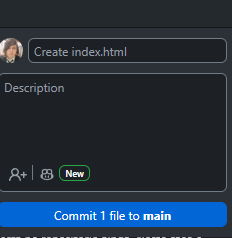 Create index.html
Description
New
Commit 1 file to main